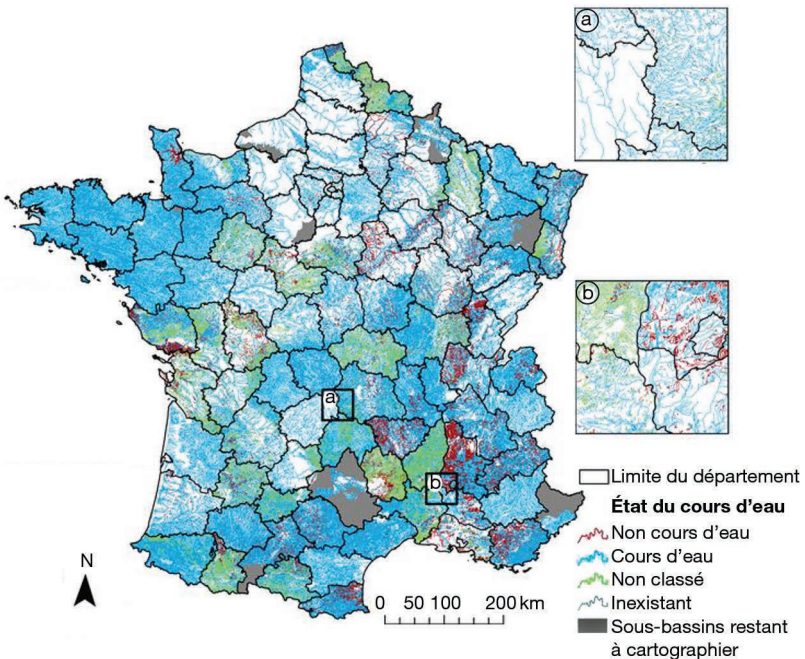 a
b
a
b
Limite du département
État du cours d'eau
Non cours d'eau
Cours d'eau
Non classé
Inexistant
Sous-bassins restant
à cartographier
N
0 50 100 200 km